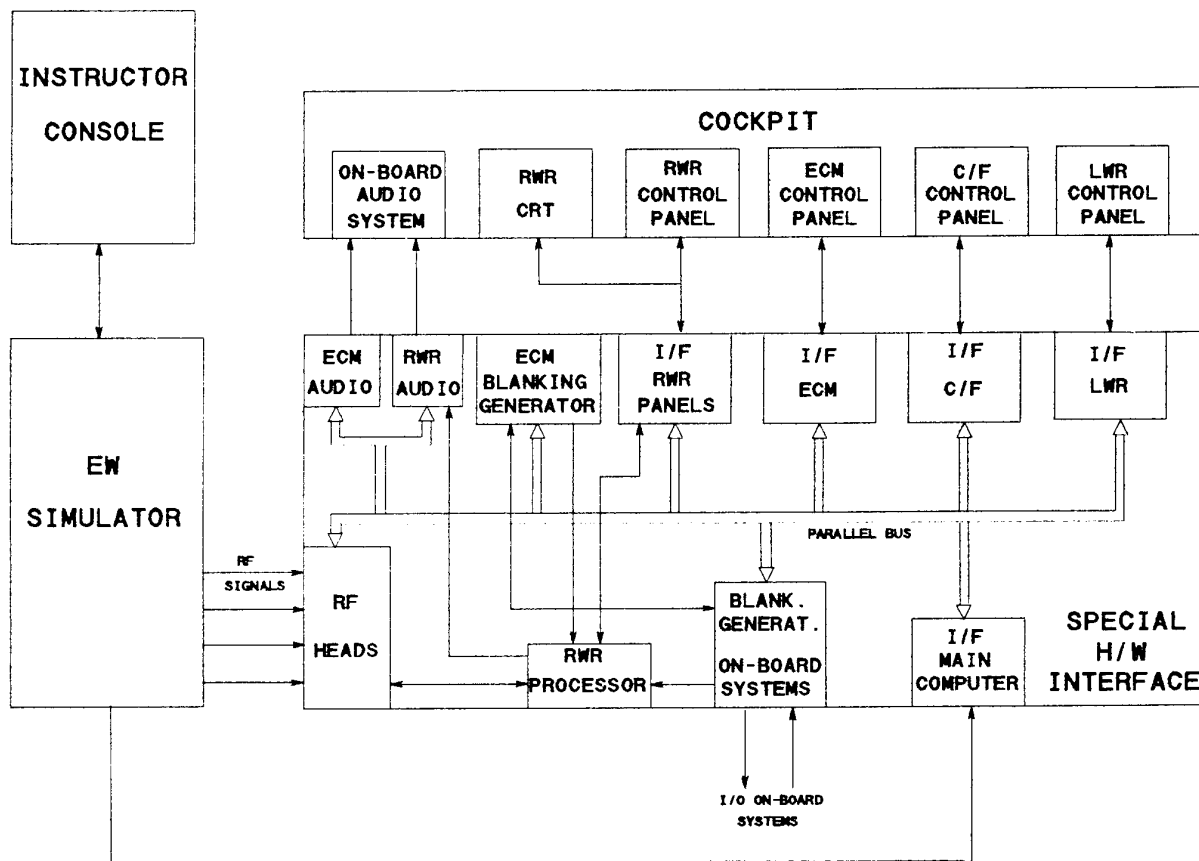 INSTRUCTOR
CONSOLE
COCKPIT
ON-BOARD
AUDIO
SYSTEM
RWR
CRT
RWR
CONTROL
PANEL
ECM
CONTROL
PANEL
C/F
CONTROL
PANEL
LWR
CONTROL
PANEL
EW
SIMULATOR
ECM
AUDIO
RWR
AUDIO
ECM
BLANKING
GENERATOR
I/F
RWR
PANELS
I/F
ECM
I/F
C/F
I/F
LWR
PARALLEL BUS
RF
SIGNALS
RF
HEADS
RWR
PROCESSOR
BLANK.
GENERAT.
ON-BOARD
SYSTEMS
I/F
MAIN
COMPUTER
SPECIAL
H/W
INTERFACE
I/O ON-BOARD
SYSTEMS